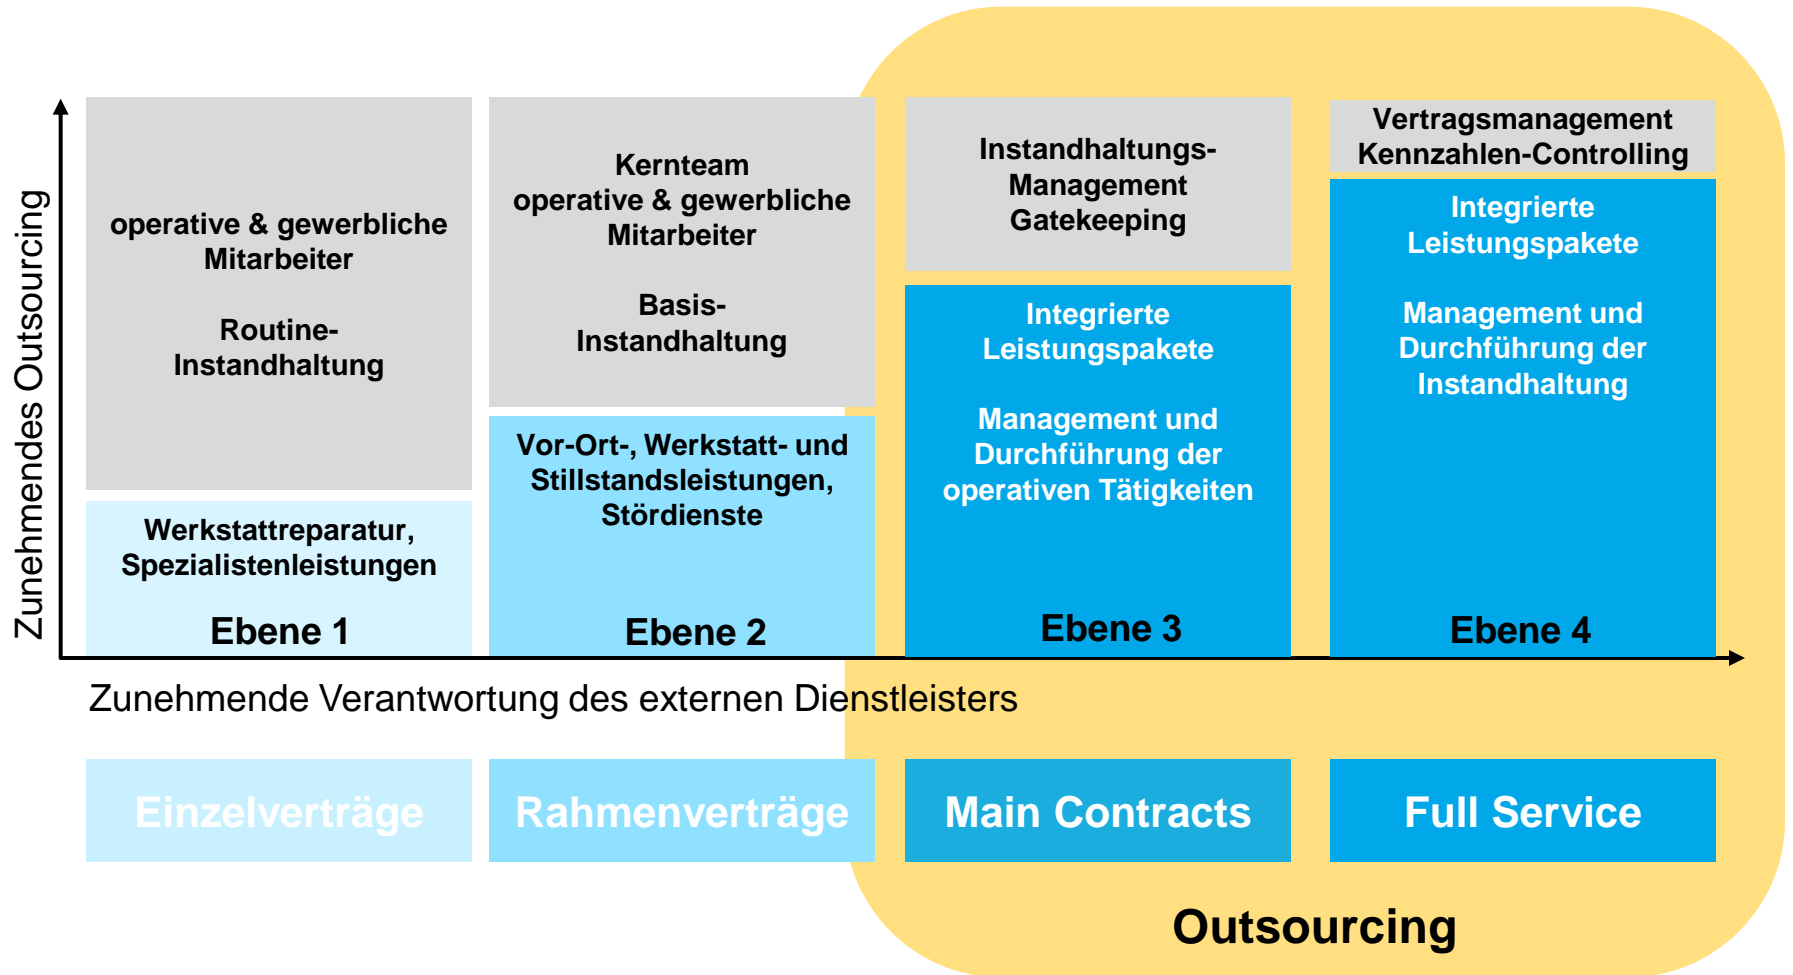 Zunehmendes Outsourcing
operative & gewerbliche
Mitarbeiter
Routine-
Instandhaltung
Werkstattreparatur,
Spezialistenleistungen
Ebene 1
Kernteam
operative & gewerbliche
Mitarbeiter
Basis-
Instandhaltung
Vor-Ort-, Werkstatt- und
Stillstandsleistungen,
Stördienste
Ebene 2
Instandhaltungs-
Management
Gatekeeping
Integrierte
Leistungspakete
Management und
Durchführung der
operativen Tätigkeiten
Ebene 3
Vertragsmanagement
Kennzahlen-Controlling
Integrierte
Leistungspakete
Management und
Durchführung der
Instandhaltung
Ebene 4
Zunehmende Verantwortung des externen Dienstleisters
Einzelverträge
Rahmenverträge
Main Contracts
Full Service
Outsourcing